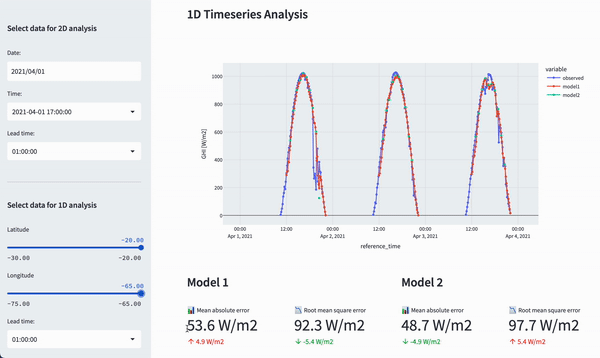 Select data for 2D analysis
Date:
2021/04/01
Time:
2021-04-01 17:00:00
Lead time:
01:00:00
Select data for 1D analysis
Latitude
-20.00
-30.00 -20.00
Longitude
-65.00
-75.00 -65.00
Lead time:
01:00:00
1D Timeseries Analysis
variable
observed
model1
model2
GHI [W/m2]
1000
800
600
400
200
0
00:00 12:00 00:00 12:00 00:00 12:00 00:00
Apr 1, 2021 Apr 2, 2021 Apr 3, 2021 Apr 4, 2021
reference_time
Model 1 Model 2
Mean absolute error Root mean square error Mean absolute error Root mean square error
53.6 W/m2 92.3 W/m2 48.7 W/m2 97.7 W/m2
↑ 4.9 W/m2 ↓ -5.4 W/m2 ↓ -4.9 W/m2 ↑ 5.4 W/m2